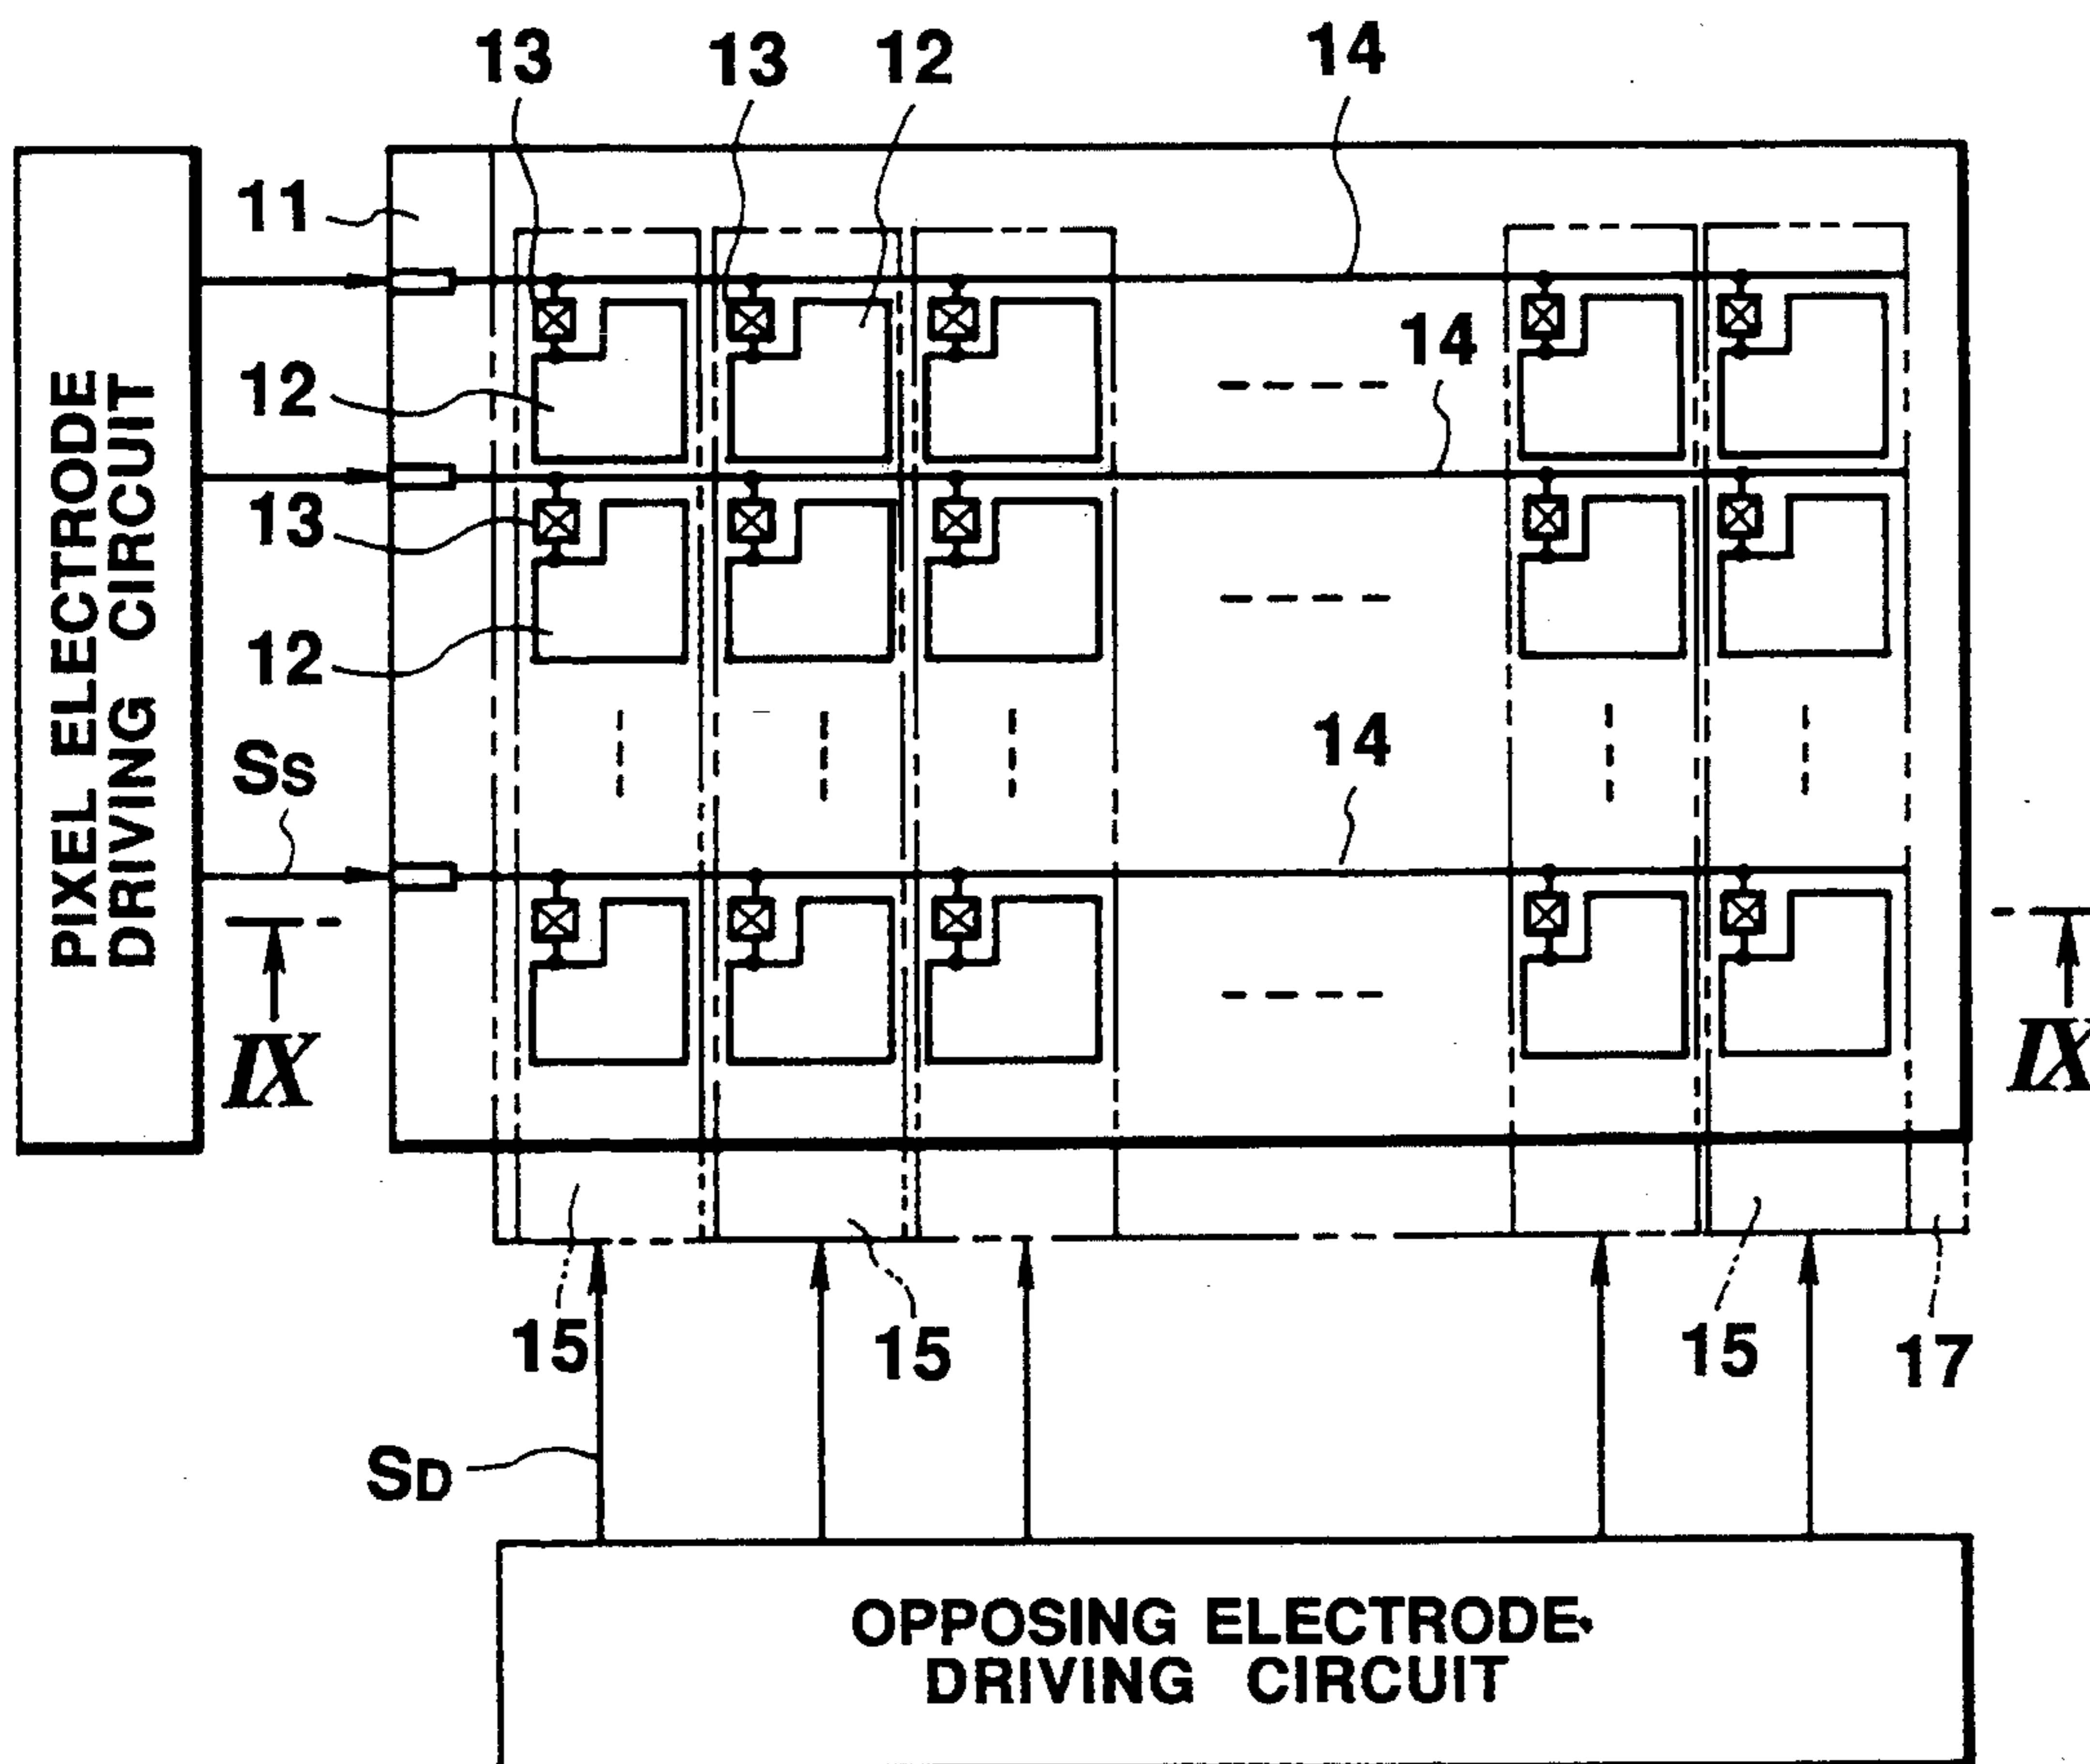 13 13 12 14
11
12
14
13
12
14
SS
PIXEL ELECTRODE
DRIVING CIRCUIT
IX IX
15 15 15 17
SD
OPPOSING ELECTRODE
DRIVING CIRCUIT